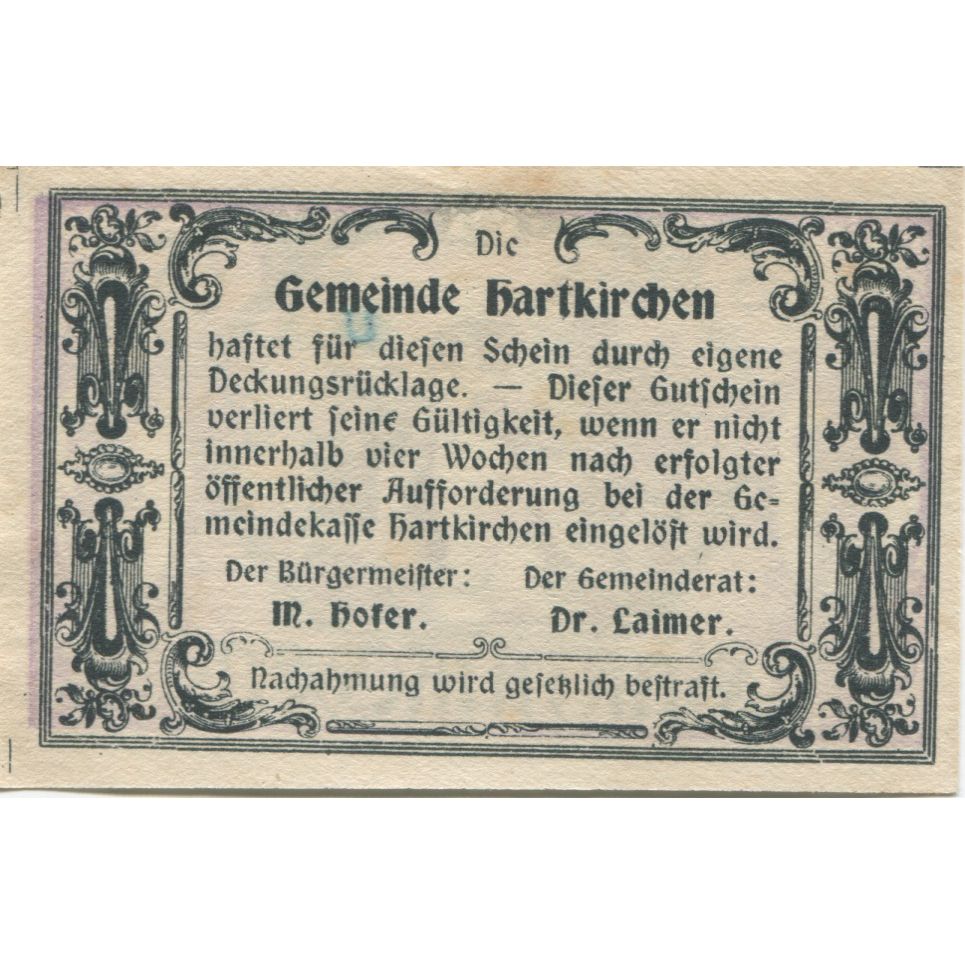 Die
Gemeinde Hartkirchen
haftet für diesen Schein durch eigene
Deckungsrücklage. — Dieser Gutschein
verliert seine Gültigkeit, wenn er nicht
innerhalb vier Wochen nach erfolgter
öffentlicher Aufforderung bei der Ge=
meindekasse Hartkirchen eingelöst wird.
Der Bürgermeister: Der Gemeinderat:
M. Hofer. Dr. Laimer.
Nachahmung wird gesetzlich bestraft.